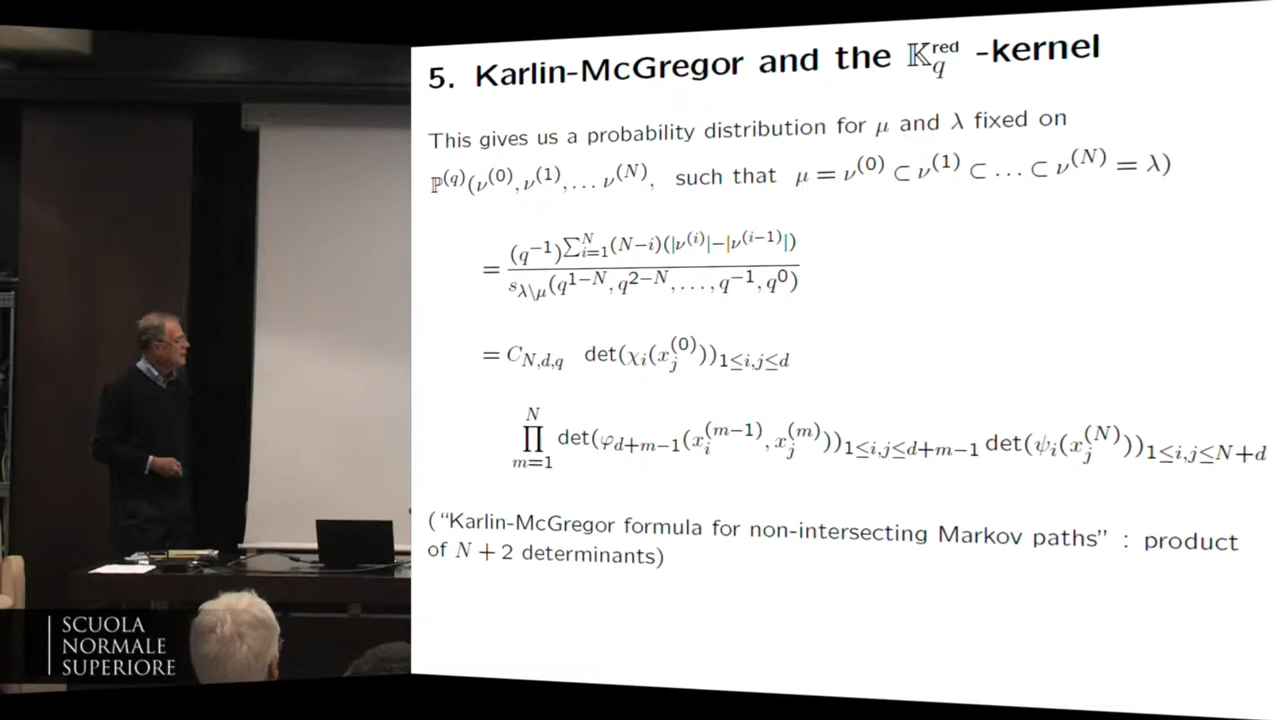 5. Karlin-McGregor and the 𝕂_q^red -kernel
This gives us a probability distribution for μ and λ fixed on
ℙ^(q)(ν^(0), ν^(1), … ν^(N), such that μ = ν^(0) ⊂ ν^(1) ⊂ … ⊂ ν^(N) = λ)
= (q^{-1})^{∑_{i=1}^{N}(N−i)(|ν^(i)|−|ν^(i−1)|)} / s_{λ\μ}(q^{1−N}, q^{2−N}, …, q^{−1}, q^0)
= C_{N,d,q} det(χ_i(x_j^(0)))_{1≤i,j≤d}
∏_{m=1}^{N} det(φ_{d+m−1}(x_i^(m−1), x_j^(m)))_{1≤i,j≤d+m−1} det(ψ_i(x_j^(N)))_{1≤i,j≤N+d}
("Karlin-McGregor formula for non-intersecting Markov paths" : product
of N + 2 determinants)
SCUOLA
NORMALE
SUPERIORE